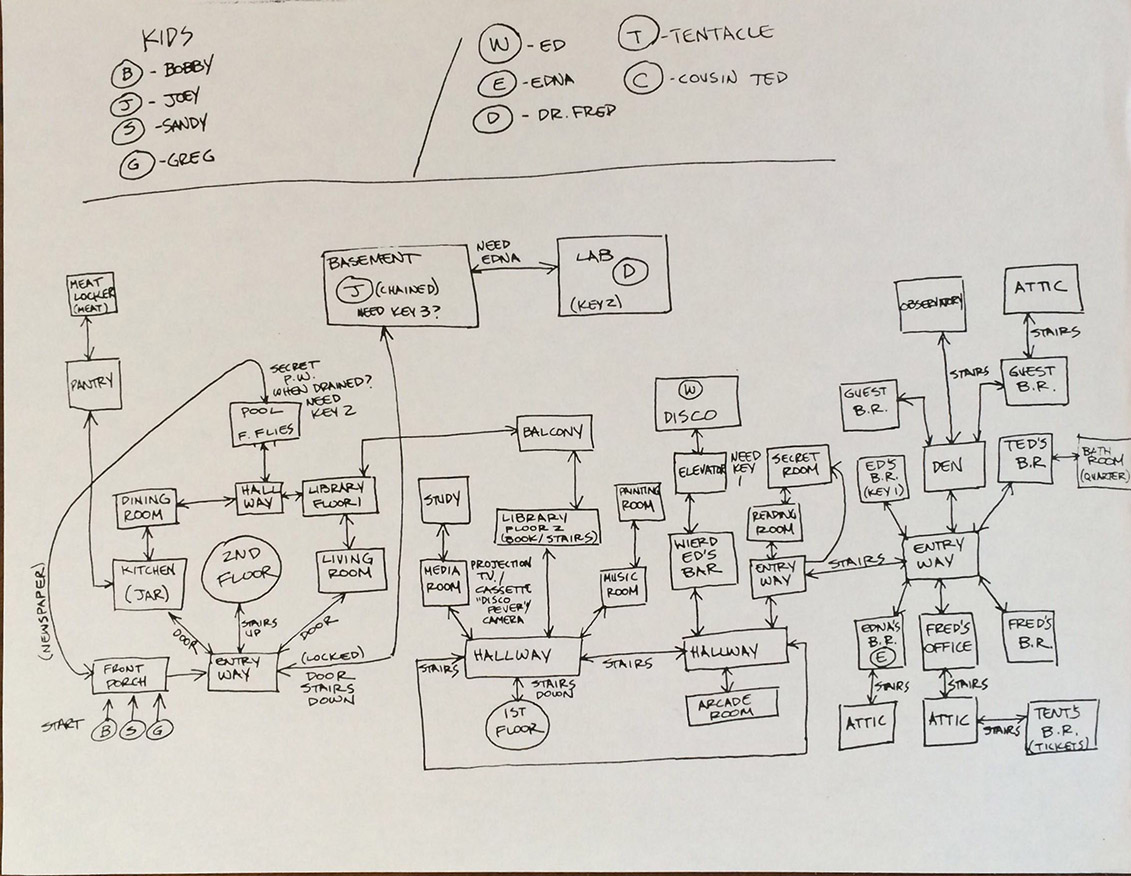 KIDS
B - BOBBY
J - JOEY
S - SANDY
G - GREG
W - ED
E - EDNA
D - DR. FRED
T - TENTACLE
C - COUSIN TED
BASEMENT
J (CHAINED)
NEED KEY 3?
NEED
EDNA
LAB D
(KEY 2)
MEAT
LOCKER
(MEAT)
PANTRY
SECRET
P.W.
WHEN DRAINED?
NEED
KEY 2
POOL
F. FLIES
DINING
ROOM
HALL
WAY
LIBRARY
FLOOR 1
KITCHEN
(JAR)
2ND
FLOOR
LIVING
ROOM
DOOR
STAIRS
UP
DOOR
(NEWSPAPER)
FRONT
PORCH
ENTRY
WAY
(LOCKED)
DOOR
STAIRS
DOWN
START
B S G
BALCONY
STUDY
LIBRARY
FLOOR 2
(BOOK/STAIRS)
PAINTING
ROOM
MEDIA
ROOM
PROJECTION
TV. /
CASSETTE
"DISCO
FEVER"/
CAMERA
MUSIC
ROOM
HALLWAY
STAIRS
STAIRS
STAIRS
DOWN
1ST
FLOOR
W
DISCO
ELEVATOR
NEED
KEY
1
SECRET
ROOM
READING
ROOM
WIERD
ED'S
BAR
ENTRY
WAY
HALLWAY
ARCADE
ROOM
STAIRS
OBSERVATORY
ATTIC
STAIRS
GUEST
B.R.
STAIRS
GUEST
B.R.
ED'S
B.R.
(KEY 1)
DEN
TED'S
B.R
BATH
ROOM
(QUARTER)
ENTRY
WAY
EDNA'S
B.R.
E
FRED'S
OFFICE
FRED'S
B.R.
STAIRS
STAIRS
ATTIC
ATTIC
STAIRS
TENT'S
B.R.
(TICKETS)